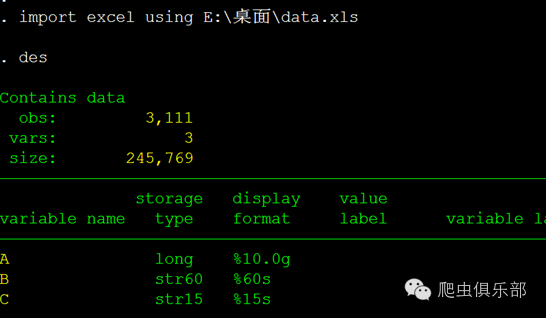 . import excel using E:\桌面\data.xls
. des
Contains data
obs: 3,111
vars: 3
size: 245,769
storage display value
variable name type format label variable
A long %10.0g
B str60 %60s
C str15 %15s
爬虫俱乐部